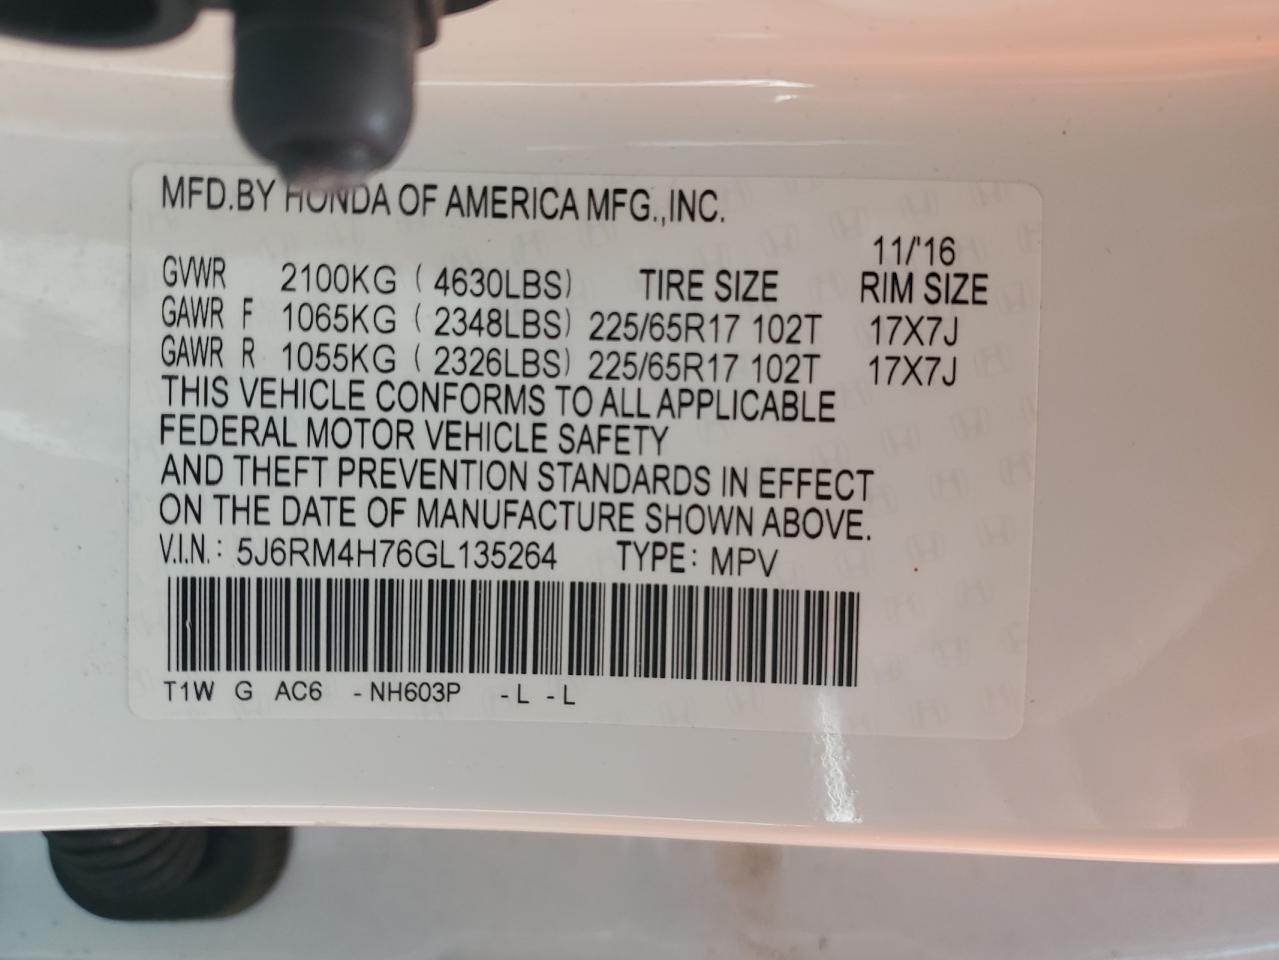 MFD.BY HONDA OF AMERICA MFG.,INC.
11/'16
GVWR 2100KG ( 4630LBS) TIRE SIZE RIM SIZE
GAWR F 1065KG ( 2348LBS) 225/65R17 102T 17X7J
GAWR R 1055KG ( 2326LBS) 225/65R17 102T 17X7J
THIS VEHICLE CONFORMS TO ALL APPLICABLE
FEDERAL MOTOR VEHICLE SAFETY
AND THEFT PREVENTION STANDARDS IN EFFECT
ON THE DATE OF MANUFACTURE SHOWN ABOVE.
V.I.N.: 5J6RM4H76GL135264 TYPE: MPV
T1W G AC6 -NH603P -L -L